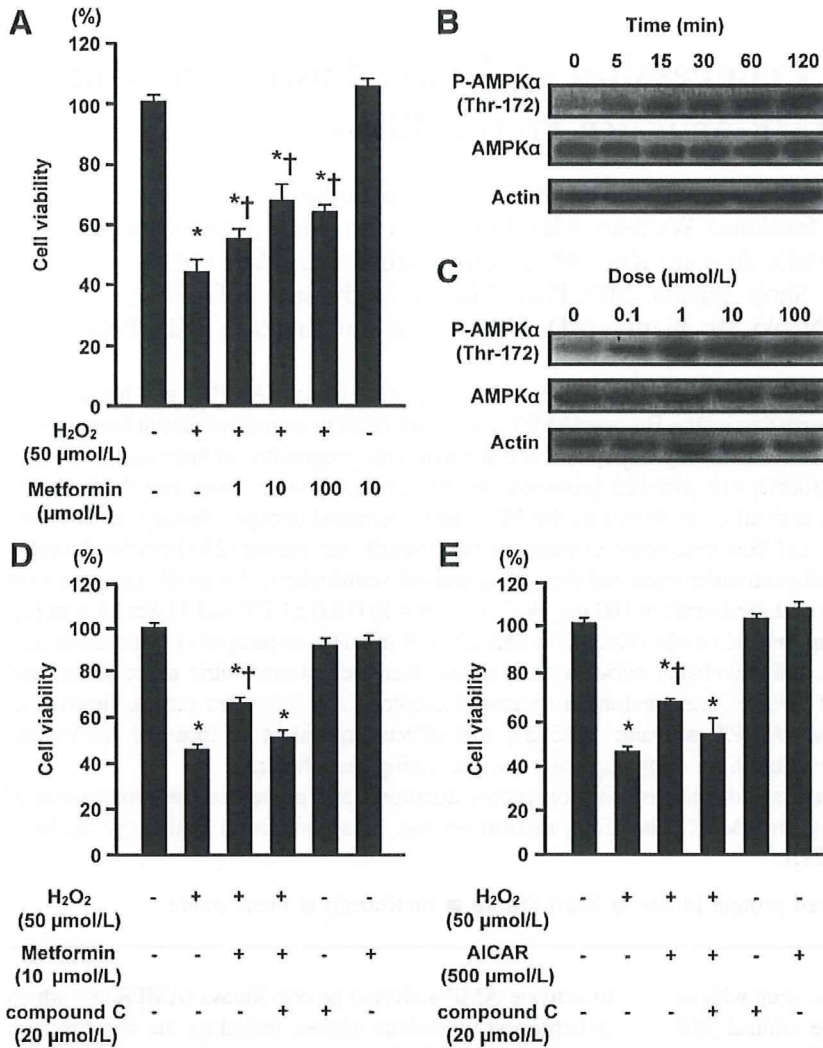 A
(%)
120
100
80
60
40
20
0
Cell viability
*
*†
*†
*†
H₂O₂ (50 µmol/L) - + + + + -
Metformin (µmol/L) - - 1 10 100 10
B
Time (min)
0 5 15 30 60 120
P-AMPKα (Thr-172)
AMPKα
Actin
C
Dose (µmol/L)
0 0.1 1 10 100
P-AMPKα (Thr-172)
AMPKα
Actin
D
(%)
120
100
80
60
40
20
0
Cell viability
*
*†
*
H₂O₂ (50 µmol/L) - + + + - -
Metformin (10 µmol/L) - - + + - +
compound C (20 µmol/L) - - - + + -
E
(%)
120
100
80
60
40
20
0
Cell viability
*
*†
*
H₂O₂ (50 µmol/L) - + + + - -
AICAR (500 µmol/L) - - + + - +
compound C (20 µmol/L) - - - + + -